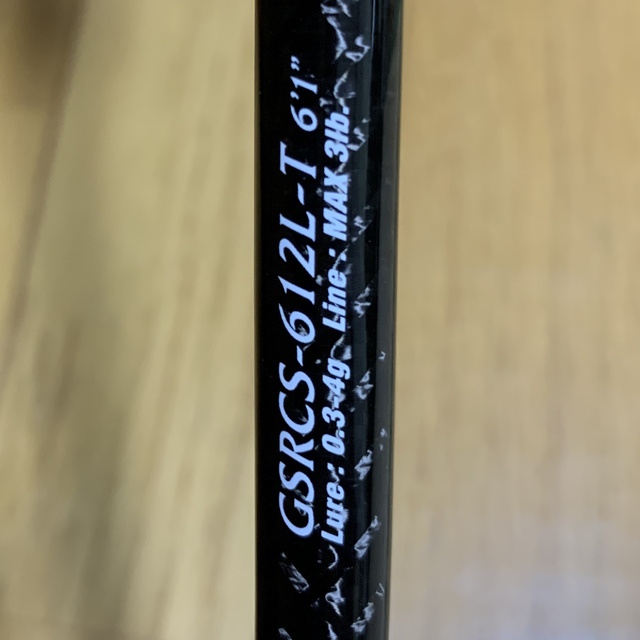 GSRCS-612L-T 6'1"
Lure : 0.3-4g Line : MAX 3lb